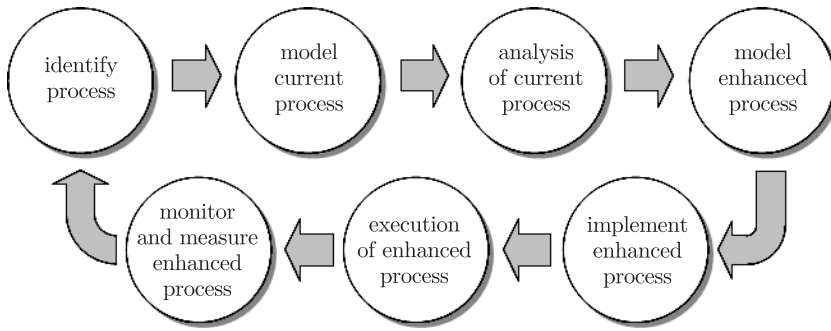 identify
process
model
current
process
analysis
of current
process
model
enhanced
process
implement
enhanced
process
execution
of enhanced
process
monitor
and measure
enhanced
process